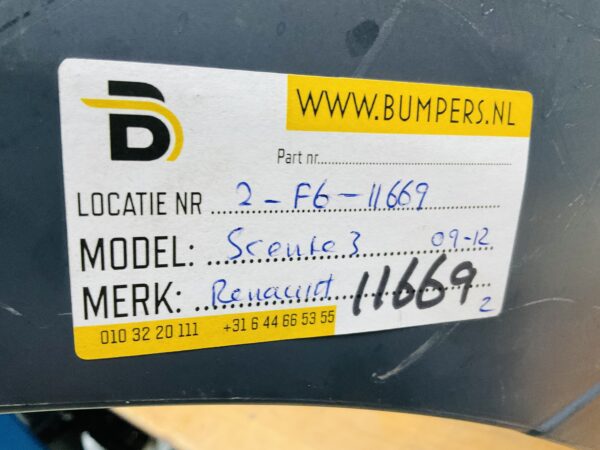 WWW.BUMPERS.NL
B
Part nr
LOCATIE NR 2-F6-11669
MODEL: Scenic 3 09-12
MERK: Renault 11669
2
010 32 20 111 +31 6 44 66 53 55